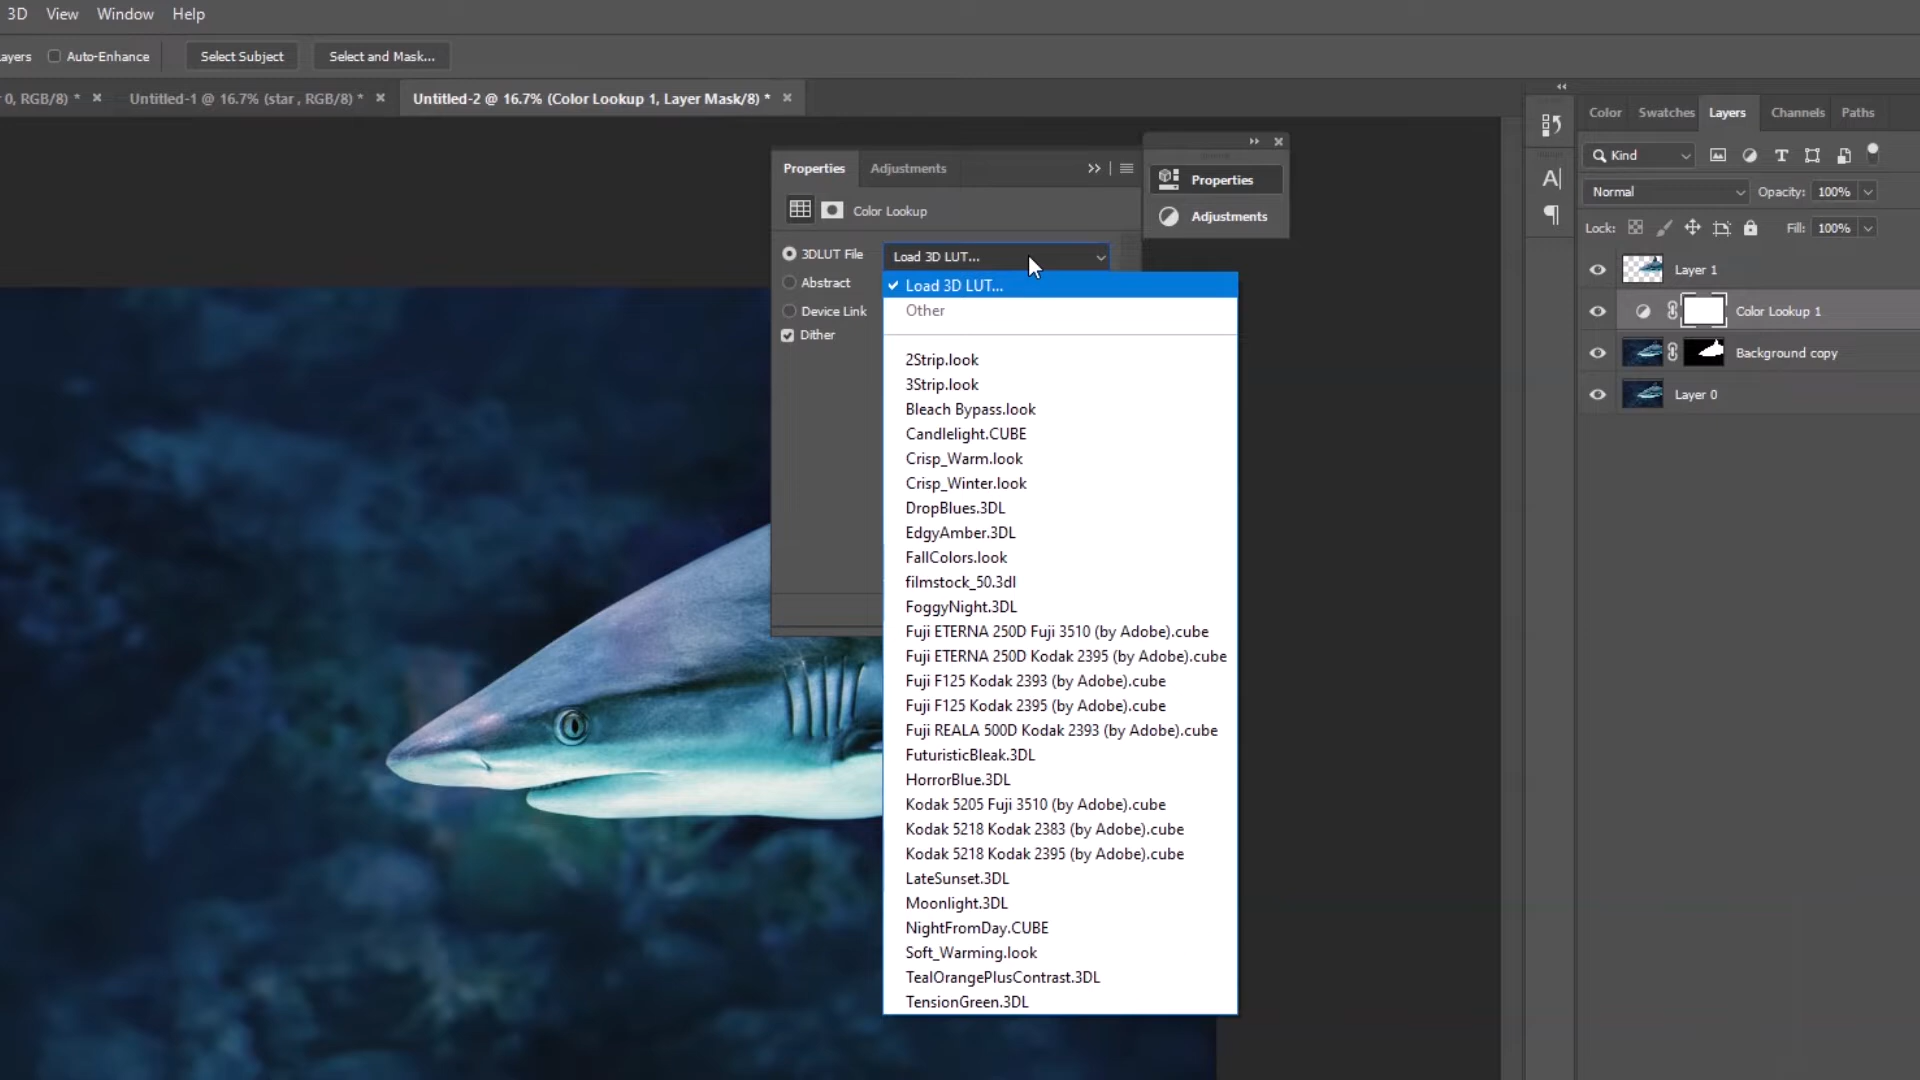 3D View Window Help
ayers Auto-Enhance Select Subject Select and Mask...
0, RGB/8) * × Untitled-1 @ 16.7% (star , RGB/8) * × Untitled-2 @ 16.7% (Color Lookup 1, Layer Mask/8) * ×
Properties Adjustments
Color Lookup
3DLUT File Load 3D LUT...
Abstract
Device Link
Dither
Load 3D LUT...
Other
2Strip.look
3Strip.look
Bleach Bypass.look
Candlelight.CUBE
Crisp_Warm.look
Crisp_Winter.look
DropBlues.3DL
EdgyAmber.3DL
FallColors.look
filmstock_50.3dl
FoggyNight.3DL
Fuji ETERNA 250D Fuji 3510 (by Adobe).cube
Fuji ETERNA 250D Kodak 2395 (by Adobe).cube
Fuji F125 Kodak 2393 (by Adobe).cube
Fuji F125 Kodak 2395 (by Adobe).cube
Fuji REALA 500D Kodak 2393 (by Adobe).cube
FuturisticBleak.3DL
HorrorBlue.3DL
Kodak 5205 Fuji 3510 (by Adobe).cube
Kodak 5218 Kodak 2383 (by Adobe).cube
Kodak 5218 Kodak 2395 (by Adobe).cube
LateSunset.3DL
Moonlight.3DL
NightFromDay.CUBE
Soft_Warming.look
TealOrangePlusContrast.3DL
TensionGreen.3DL
Properties
Adjustments
Color Swatches Layers Channels Paths
Kind
Normal Opacity: 100%
Lock: Fill: 100%
Layer 1
Color Lookup 1
Background copy
Layer 0